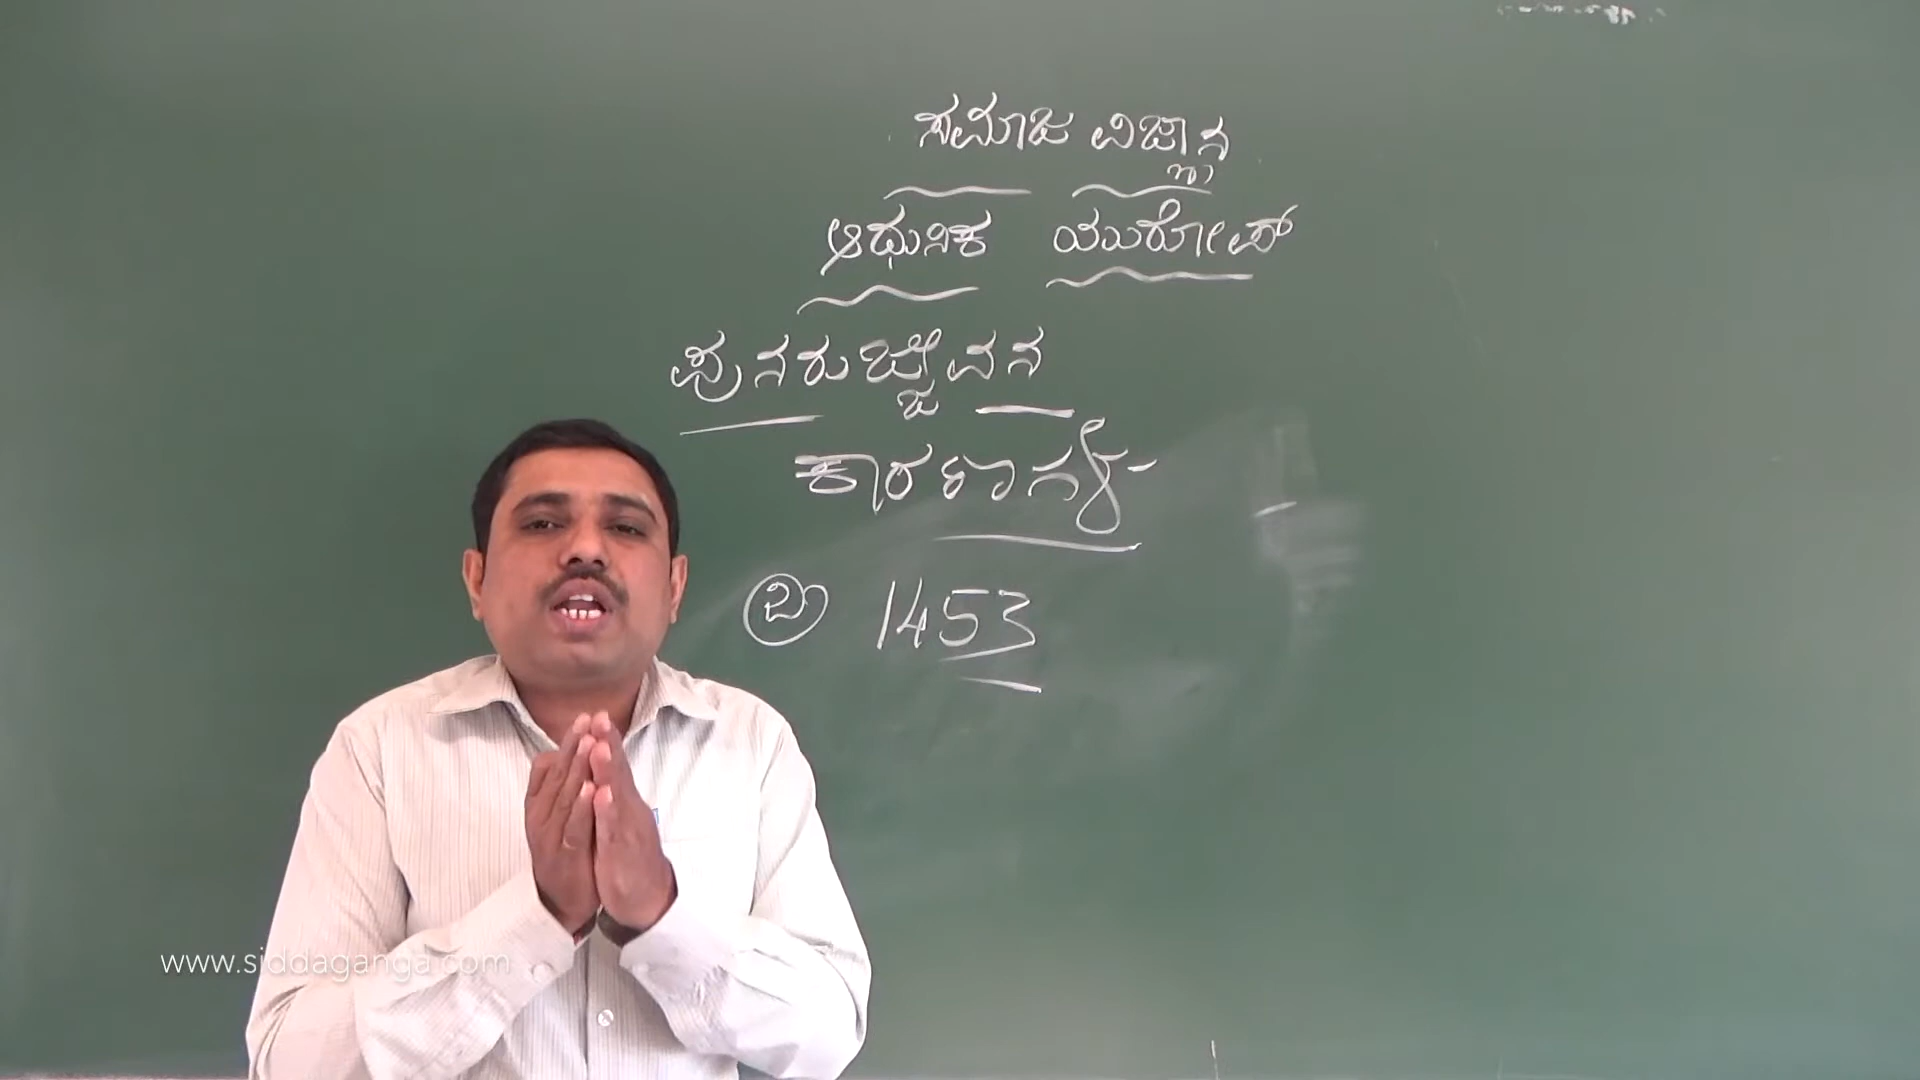 ಸಮಾಜ ವಿಜ್ಞಾನ
ಆಧುನಿಕ ಯುರೋಪ್
ಪುನರುಜ್ಜೀವನ
ಕಾರಣಗಳು-
1453
www.siddaganga.com